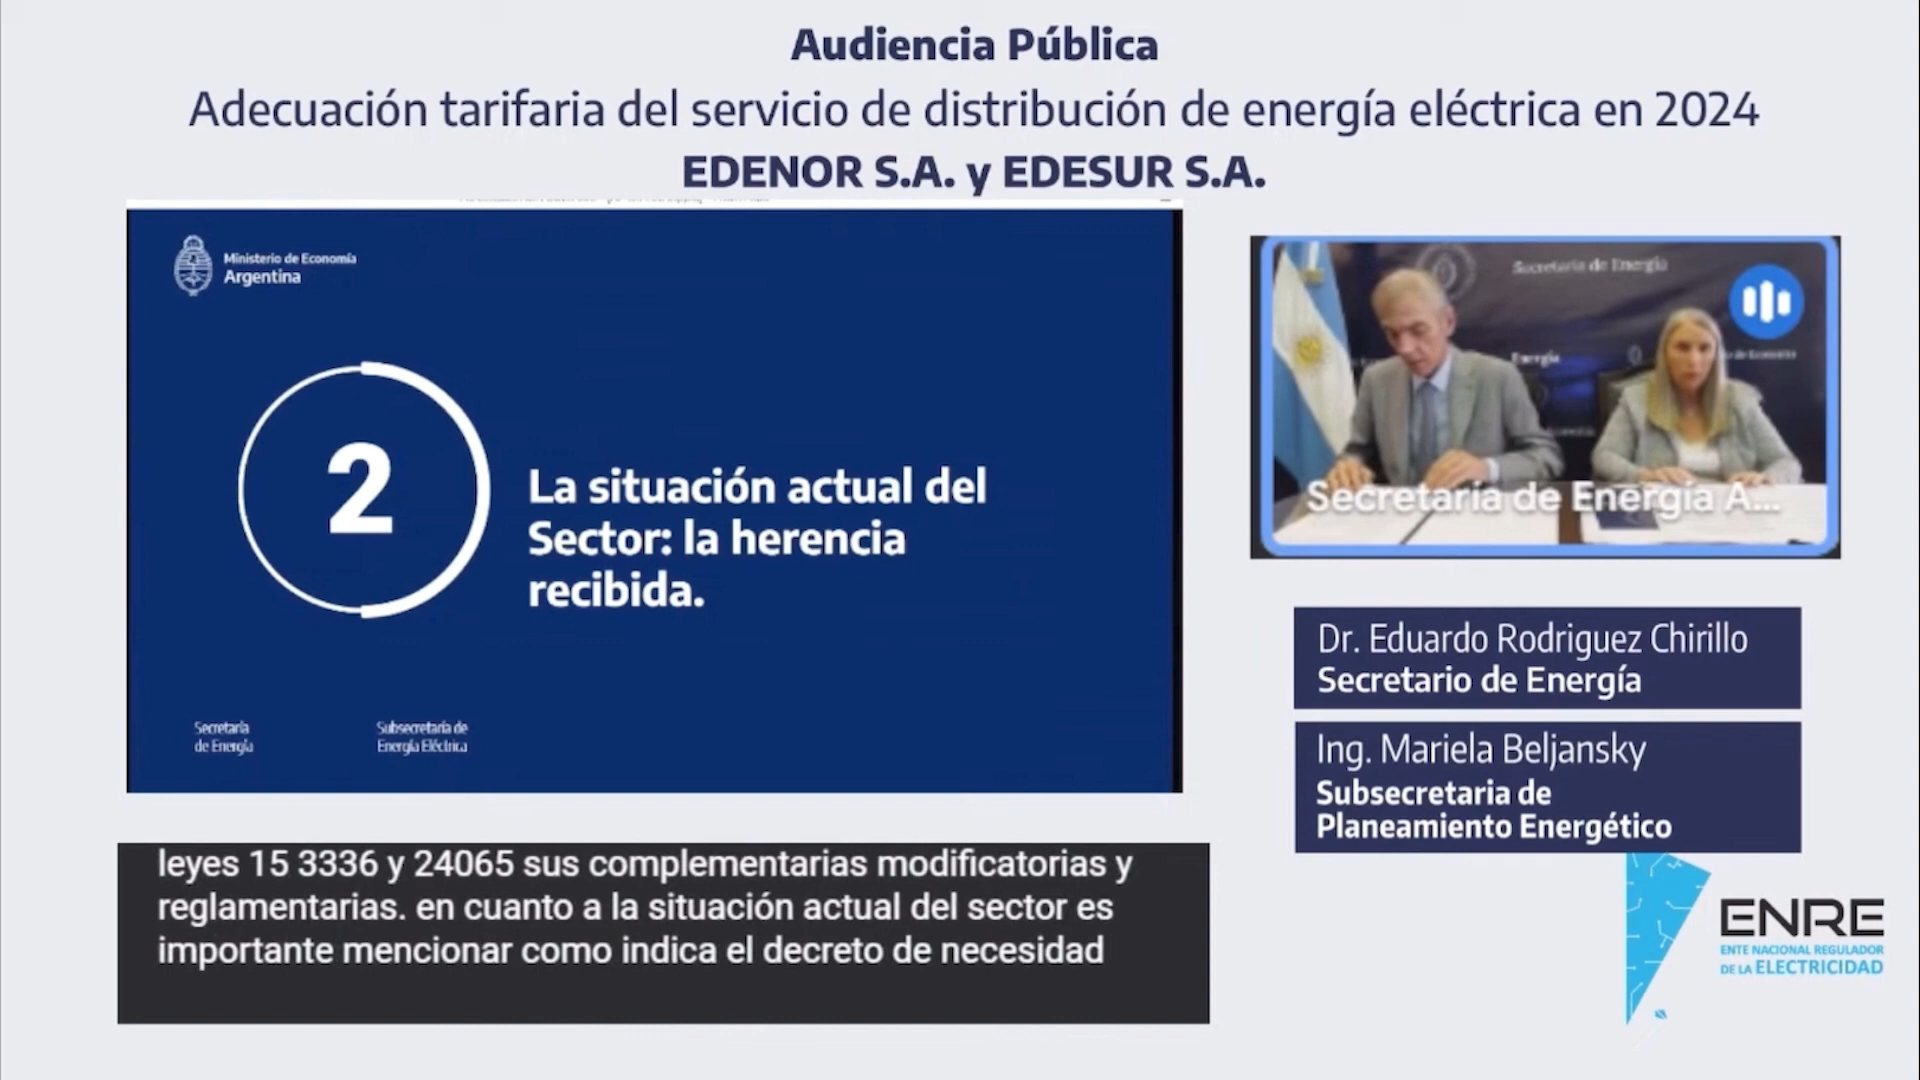 Audiencia Pública
Adecuación tarifaria del servicio de distribución de energía eléctrica en 2024
EDENOR S.A. y EDESUR S.A.
Ministerio de Economía
Argentina
2
La situación actual del
Sector: la herencia
recibida.
Secretaría
de Energía
Subsecretaría de
Energía Eléctrica
Secretaría de Energía
Energía
de Economía
Secretaría de Energía A...
Dr. Eduardo Rodriguez Chirillo
Secretario de Energía
Ing. Mariela Beljansky
Subsecretaria de
Planeamiento Energético
leyes 15 3336 y 24065 sus complementarias modificatorias y
reglamentarias. en cuanto a la situación actual del sector es
importante mencionar como indica el decreto de necesidad
ENRE
ENTE NACIONAL REGULADOR
DE LA ELECTRICIDAD